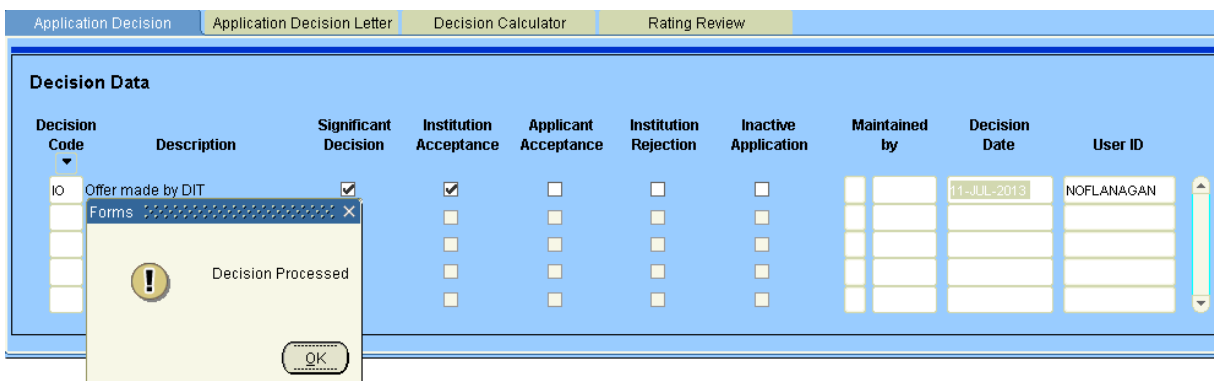 Application Decision Application Decision Letter Decision Calculator Rating Review
Decision Data
Decision Code Description Significant Decision Institution Acceptance Applicant Acceptance Institution Rejection Inactive Application Maintained by Decision Date User ID
IO Offer made by DIT 11-JUL-2013 NOFLANAGAN
Forms
Decision Processed
OK